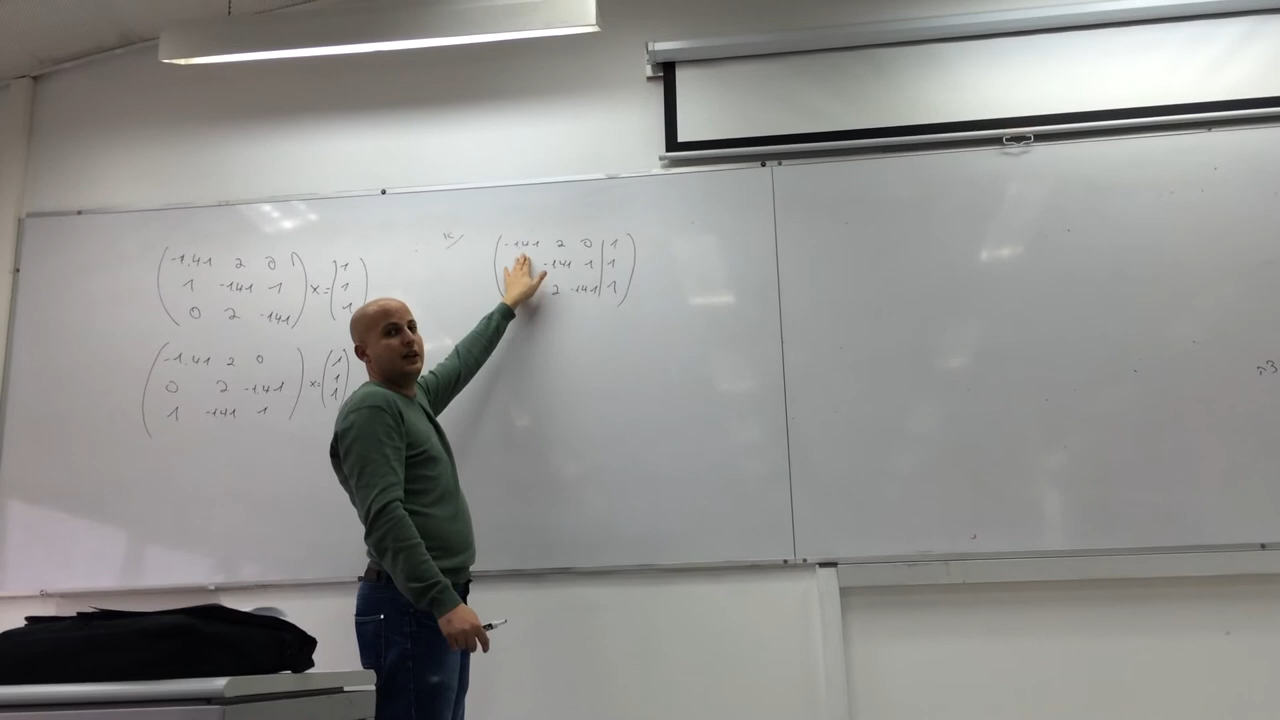 -1.41 2 0 1
1 -1.41 1 x= 1
0 2 -1.41 1
-1.41 2 0 1
0 2 -1.41 x= 1
1 -1.41 1 1
א/
-1.41 2 0 | 1
-1.41 1 | 1
2 -1.41 | 1